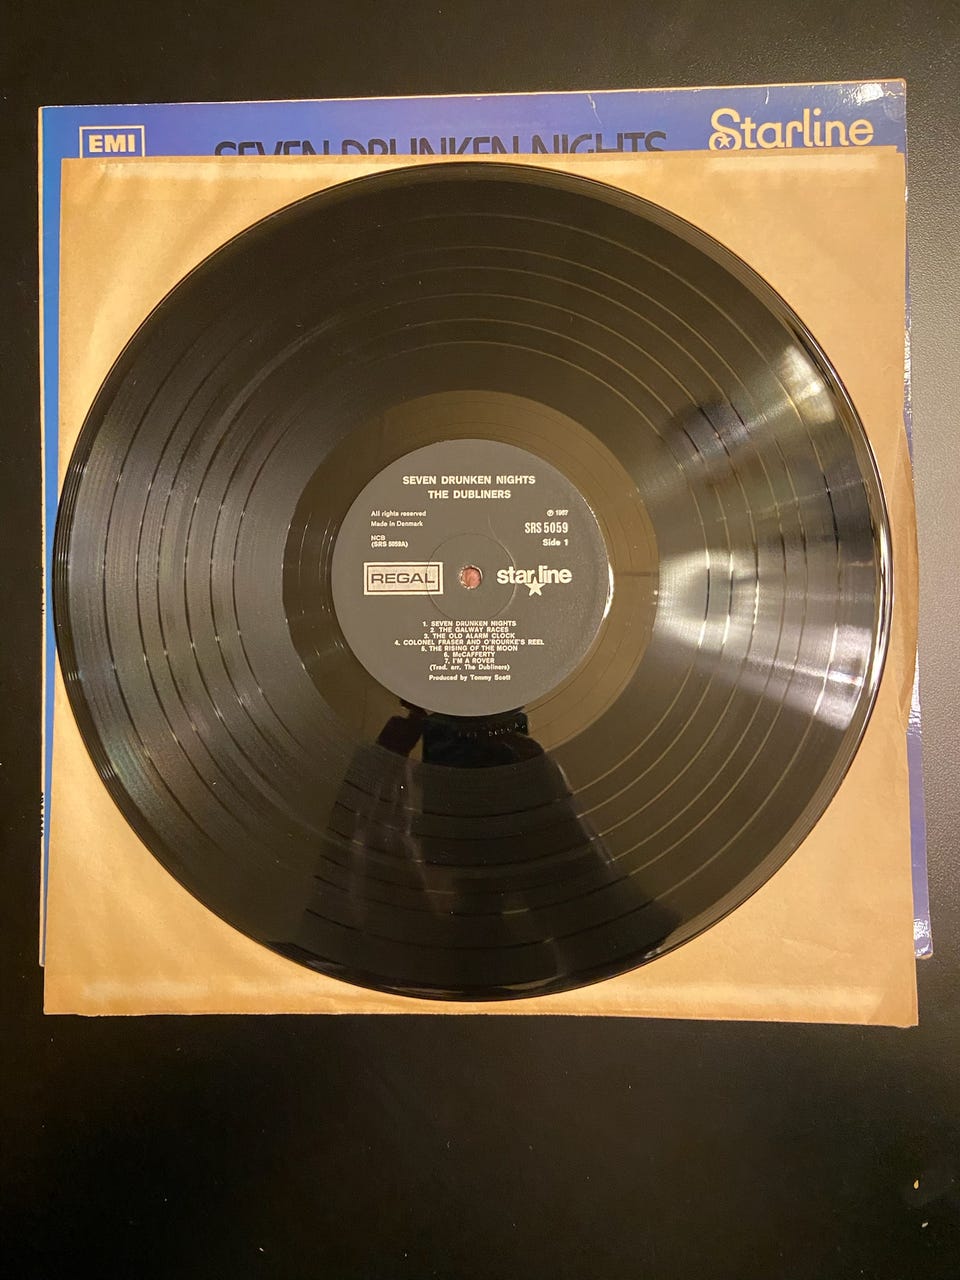 EMI
SEVEN DRUNKEN NIGHTS
Starline
SEVEN DRUNKEN NIGHTS
THE DUBLINERS
All rights reserved
Made in Denmark
NCB
(SRS 5059A)
℗ 1967
SRS 5059
Side 1
REGAL
starline
1. SEVEN DRUNKEN NIGHTS
2. THE GALWAY RACES
3. THE OLD ALARM CLOCK
4. COLONEL FRASER AND O'ROURKE'S REEL
5. THE RISING OF THE MOON
6. McCAFFERTY
7. I'M A ROVER
(Trad. arr. The Dubliners)
Produced by Tommy Scott